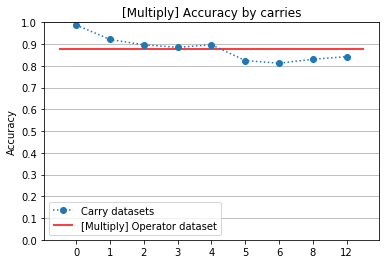 [Multiply] Accuracy by carries
1.0
0.9
0.8
0.7
0.6
0.5
0.4
0.3
0.2
0.1
0.0
Accuracy
Carry datasets
[Multiply] Operator dataset
0 1 2 3 4 5 6 8 12